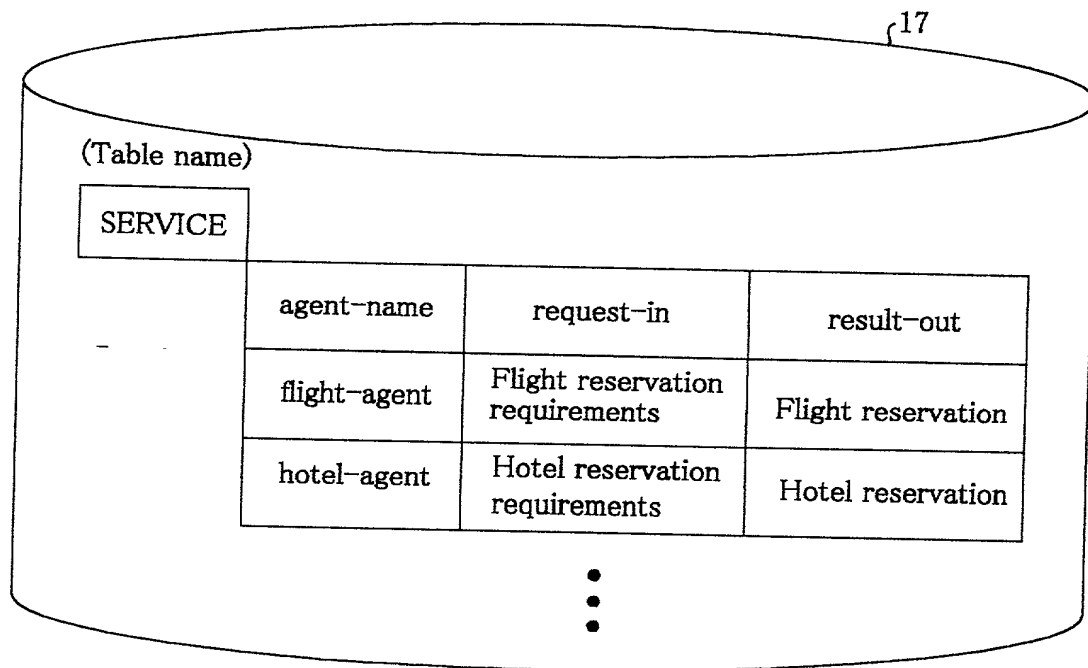 17
(Table name)
SERVICE
agent-name request-in result-out
flight-agent Flight reservation requirements Flight reservation
hotel-agent Hotel reservation requirements Hotel reservation